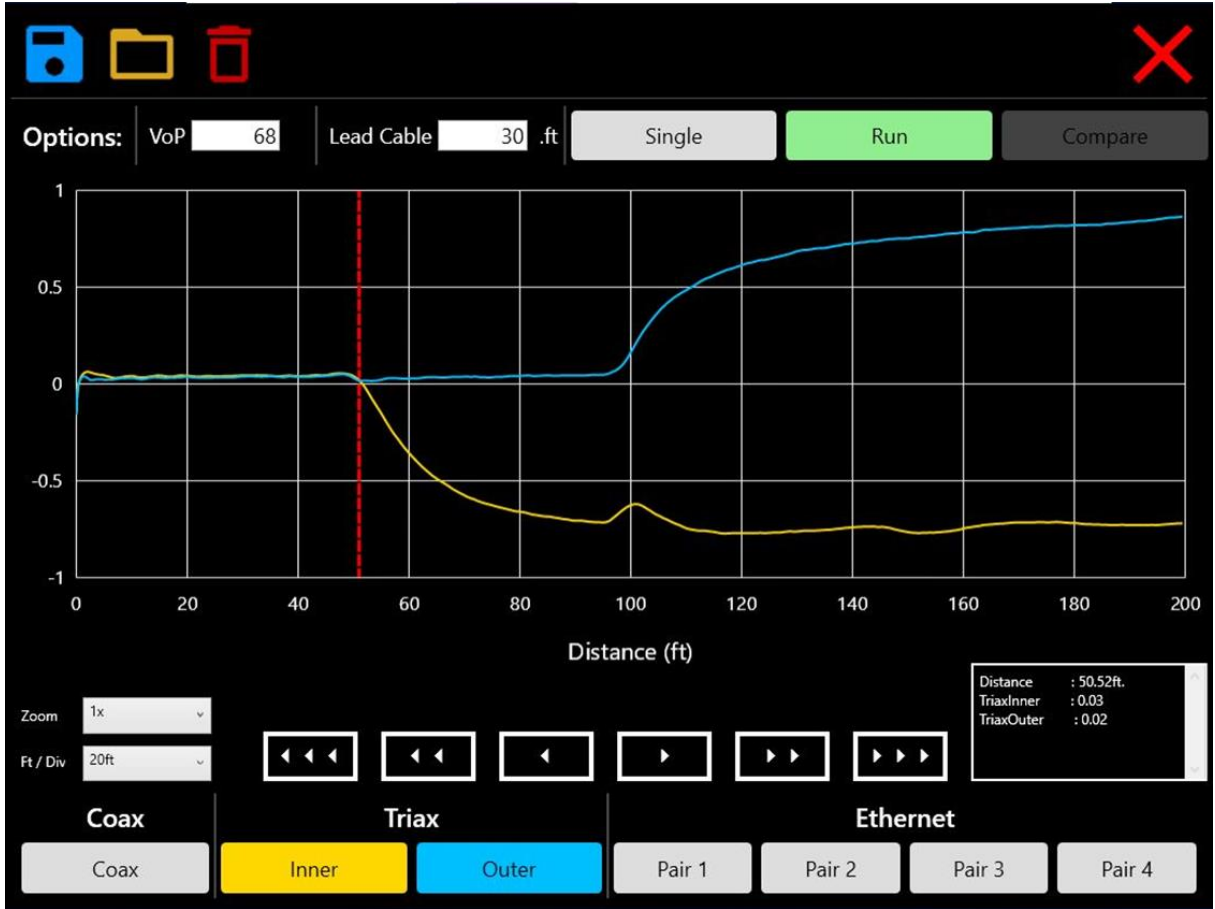 Options: VoP 68 Lead Cable 30 .ft Single Run Compare
1
0.5
0
-0.5
-1
0 20 40 60 80 100 120 140 160 180 200
Distance (ft)
Distance : 50.52ft.
TriaxInner : 0.03
TriaxOuter : 0.02
Zoom 1x
Ft / Div 20ft
Coax Triax Ethernet
Coax Inner Outer Pair 1 Pair 2 Pair 3 Pair 4